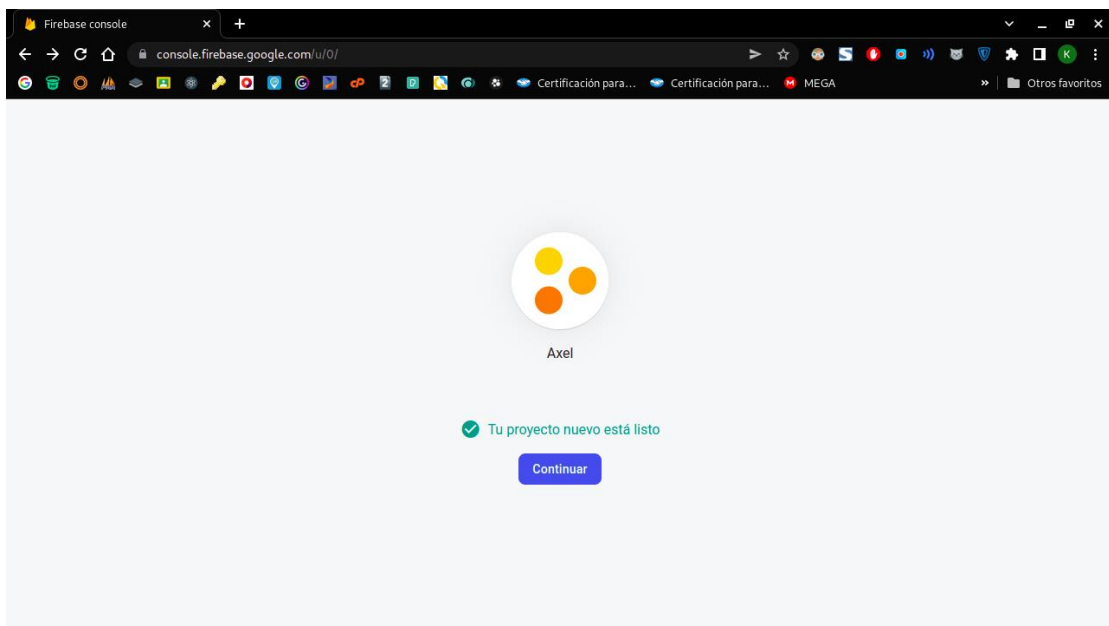 Firebase console
console.firebase.google.com/u/0/
K
Certificación para... Certificación para... MEGA » Otros favoritos
Axel
Tu proyecto nuevo está listo
Continuar